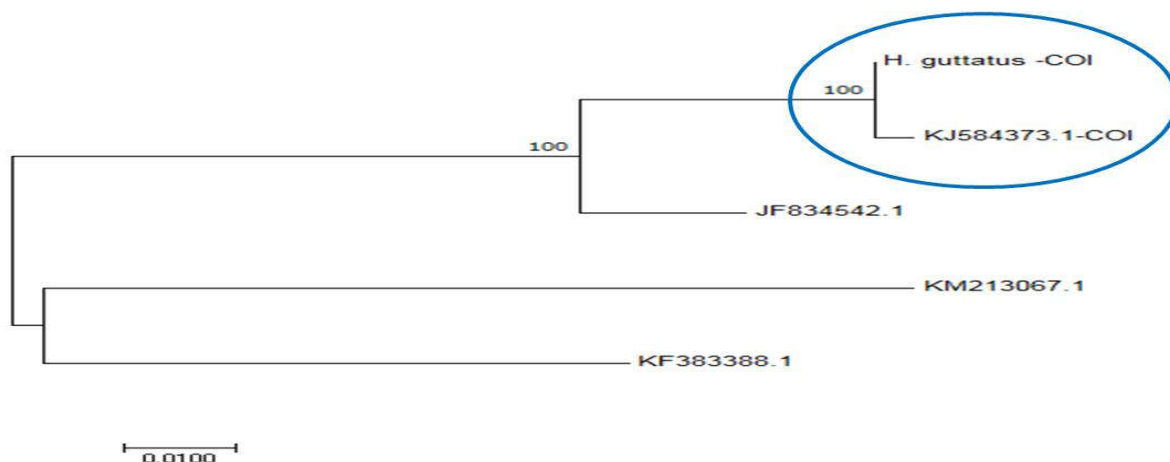 H. guttatus -COI
100
KJ584373.1-COI
100
JF834542.1
KM213067.1
KF383388.1
0.0100